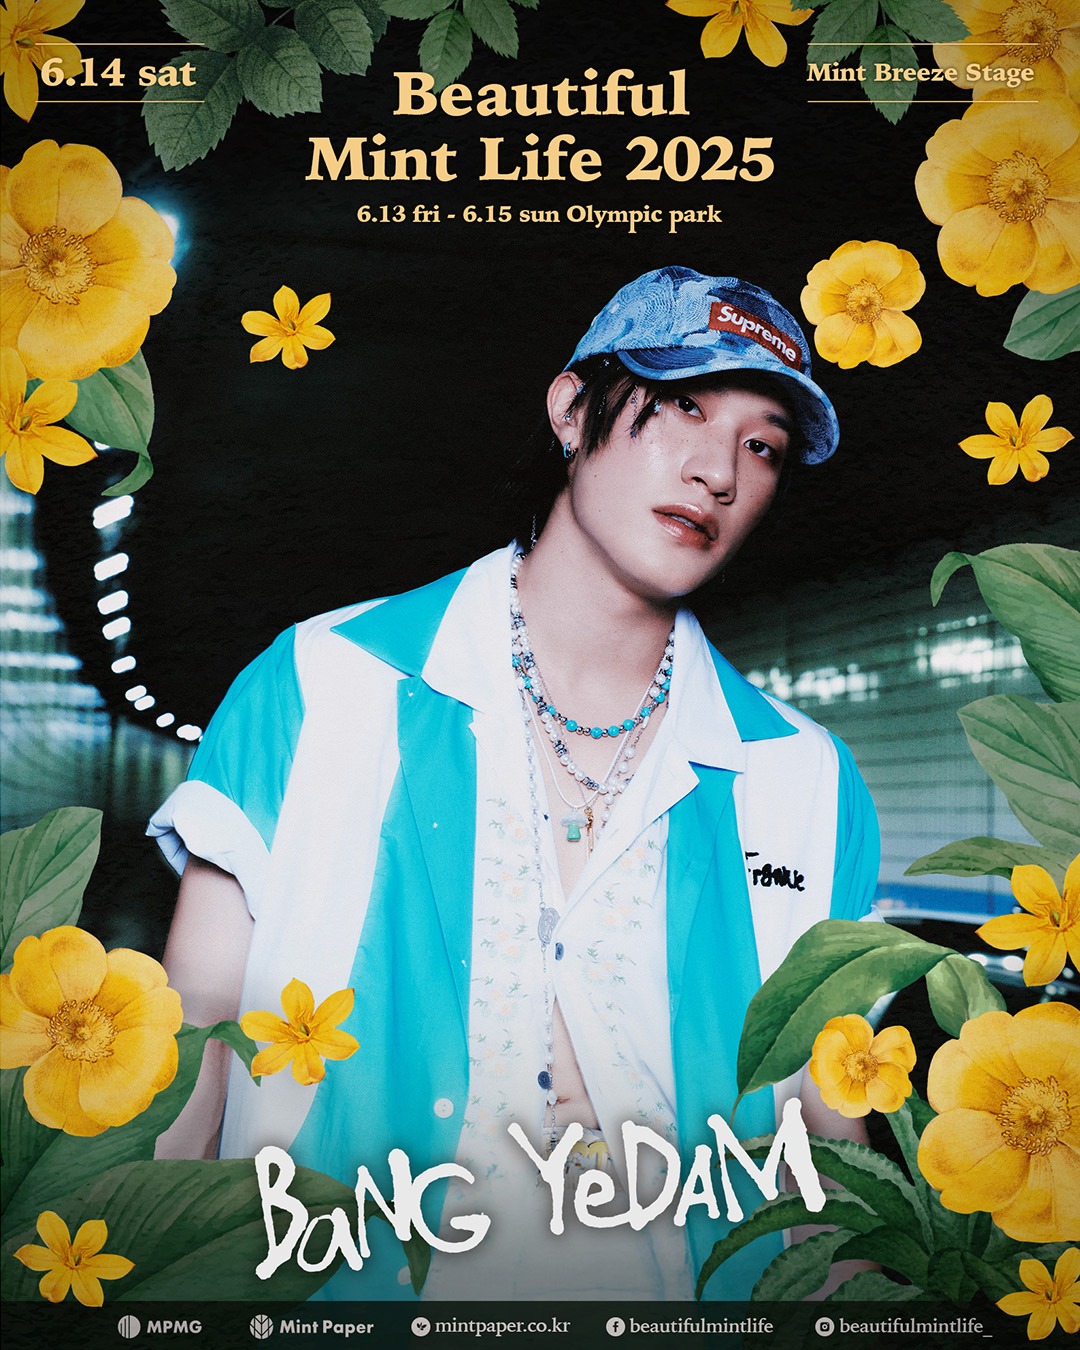 6.14 sat
Beautiful
Mint Life 2025
6.13 fri - 6.15 sun Olympic park
Mint Breeze Stage
Supreme
Frankie
BaNG YeDAM
MPMG
Mint Paper
mintpaper.co.kr
beautifulmintlife
beautifulmintlife_